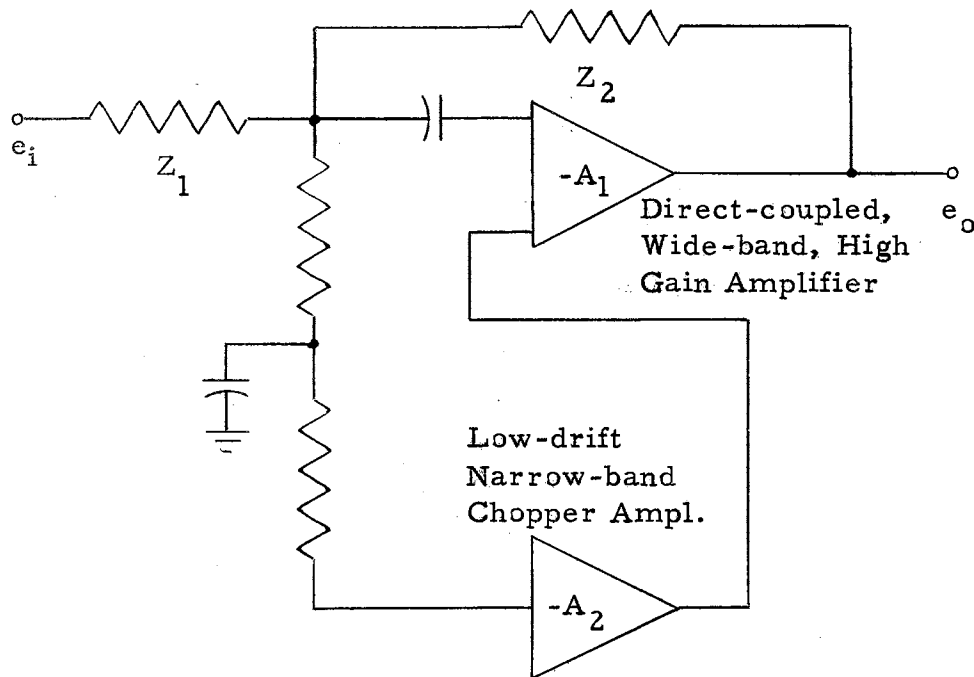 Z2
ei
Z1
-A1
Direct-coupled,
Wide-band, High
Gain Amplifier
eo
Low-drift
Narrow-band
Chopper Ampl.
-A2